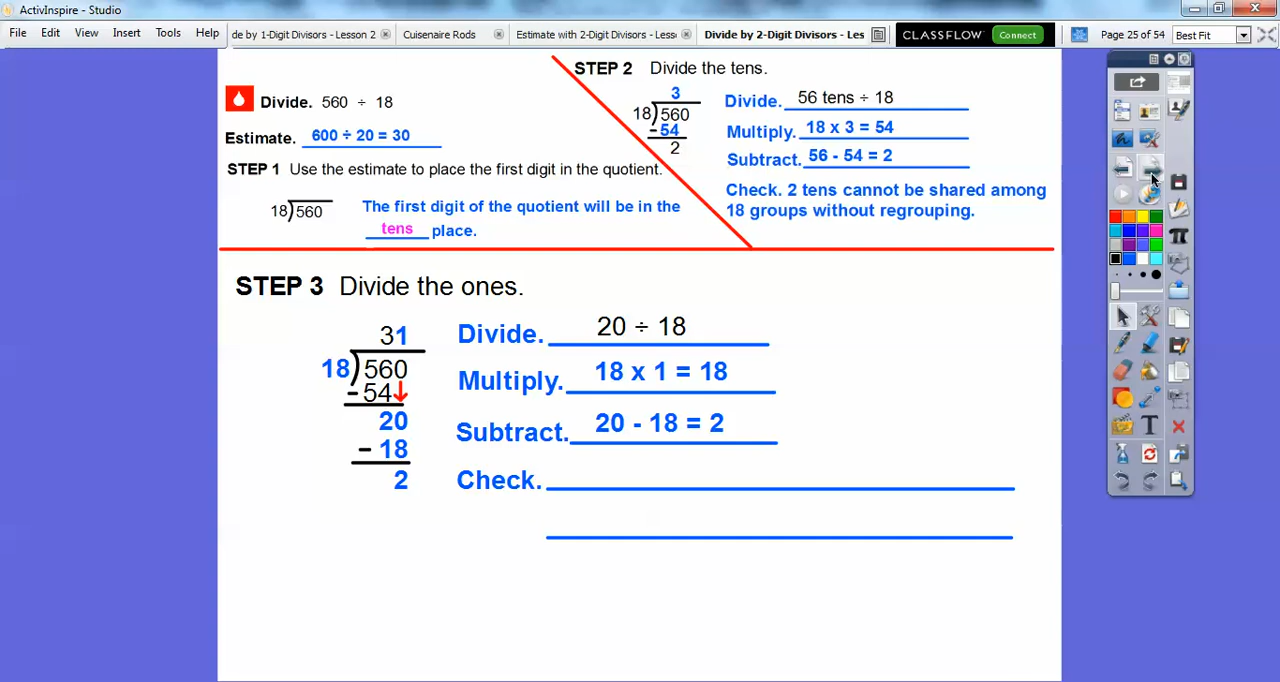 ActivInspire - Studio
File Edit View Insert Tools Help
de by 1-Digit Divisors - Lesson 2 Cuisenaire Rods Estimate with 2-Digit Divisors - Less Divide by 2-Digit Divisors - Les
CLASSFLOW Connect
Page 25 of 54 Best Fit
Divide. 560 ÷ 18
Estimate. 600 ÷ 20 = 30
STEP 1 Use the estimate to place the first digit in the quotient.
18)560
The first digit of the quotient will be in the
tens place.
STEP 2 Divide the tens.
3
18)560
-54
2
Divide. 56 tens ÷ 18
Multiply. 18 x 3 = 54
Subtract. 56 - 54 = 2
Check. 2 tens cannot be shared among
18 groups without regrouping.
STEP 3 Divide the ones.
31
18)560
-54↓
20
- 18
2
Divide. 20 ÷ 18
Multiply. 18 x 1 = 18
Subtract. 20 - 18 = 2
Check.